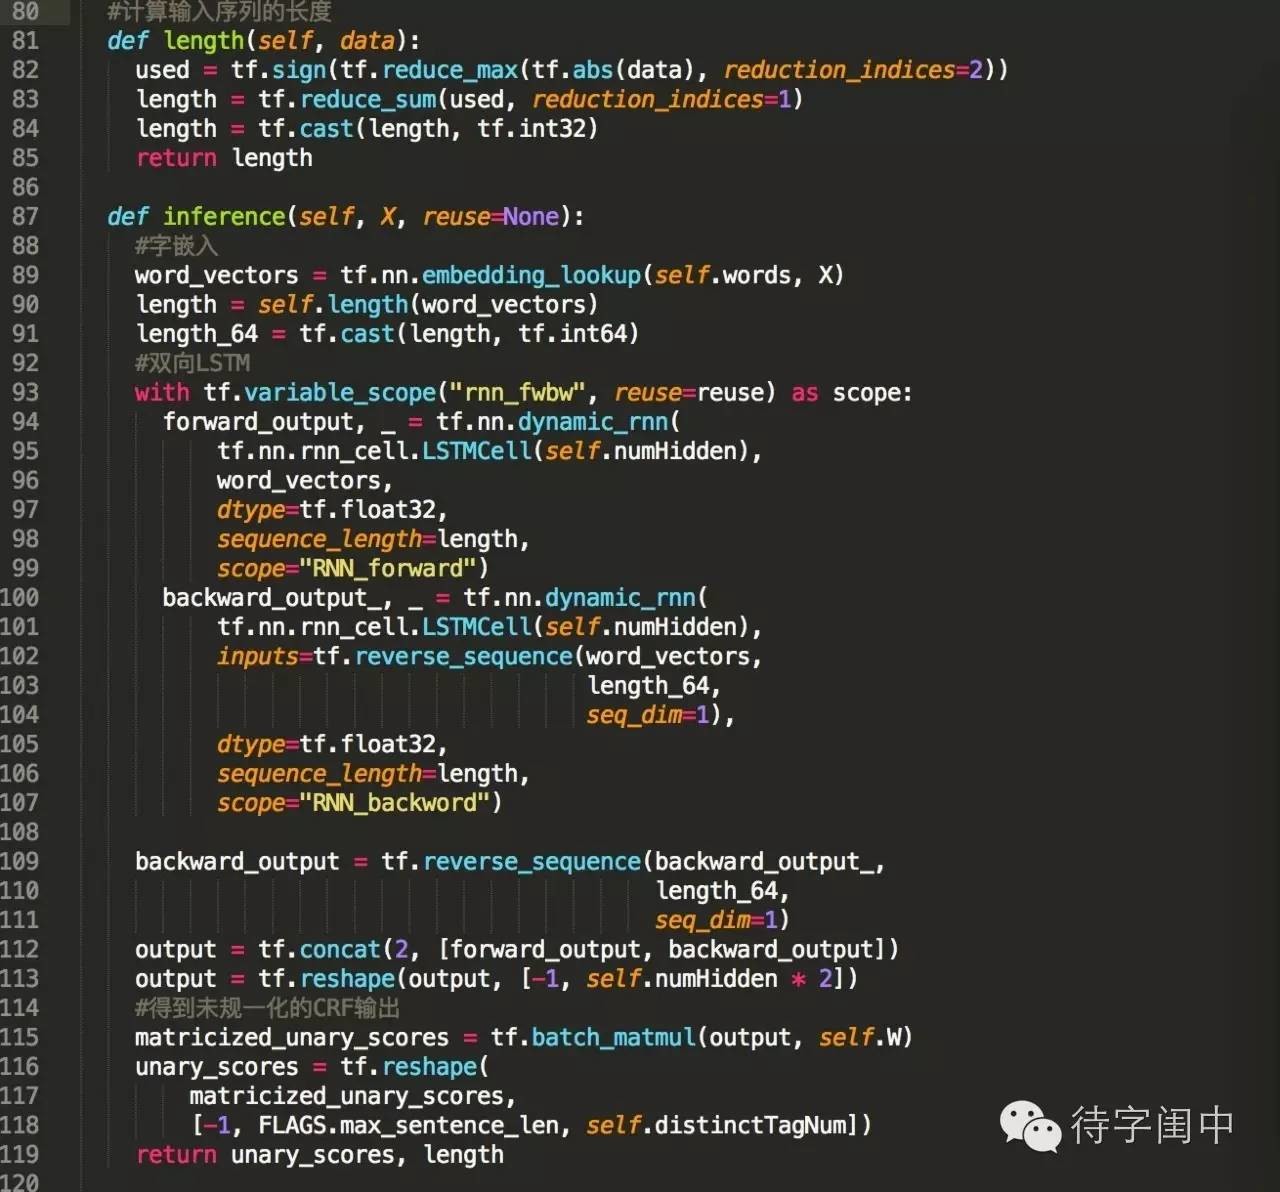 80 #计算输入序列的长度
81 def length(self, data):
82 used = tf.sign(tf.reduce_max(tf.abs(data), reduction_indices=2))
83 length = tf.reduce_sum(used, reduction_indices=1)
84 length = tf.cast(length, tf.int32)
85 return length
86
87 def inference(self, X, reuse=None):
88 #字嵌入
89 word_vectors = tf.nn.embedding_lookup(self.words, X)
90 length = self.length(word_vectors)
91 length_64 = tf.cast(length, tf.int64)
92 #双向LSTM
93 with tf.variable_scope("rnn_fwbw", reuse=reuse) as scope:
94 forward_output, _ = tf.nn.dynamic_rnn(
95 tf.nn.rnn_cell.LSTMCell(self.numHidden),
96 word_vectors,
97 dtype=tf.float32,
98 sequence_length=length,
99 scope="RNN_forward")
100 backward_output_, _ = tf.nn.dynamic_rnn(
101 tf.nn.rnn_cell.LSTMCell(self.numHidden),
102 inputs=tf.reverse_sequence(word_vectors,
103 length_64,
104 seq_dim=1),
105 dtype=tf.float32,
106 sequence_length=length,
107 scope="RNN_backword")
108
109 backward_output = tf.reverse_sequence(backward_output_,
110 length_64,
111 seq_dim=1)
112 output = tf.concat(2, [forward_output, backward_output])
113 output = tf.reshape(output, [-1, self.numHidden * 2])
114 #得到未规一化的CRF输出
115 matricized_unary_scores = tf.batch_matmul(output, self.W)
116 unary_scores = tf.reshape(
117 matricized_unary_scores,
118 [-1, FLAGS.max_sentence_len, self.distinctTagNum])
119 return unary_scores, length
120
待字闺中